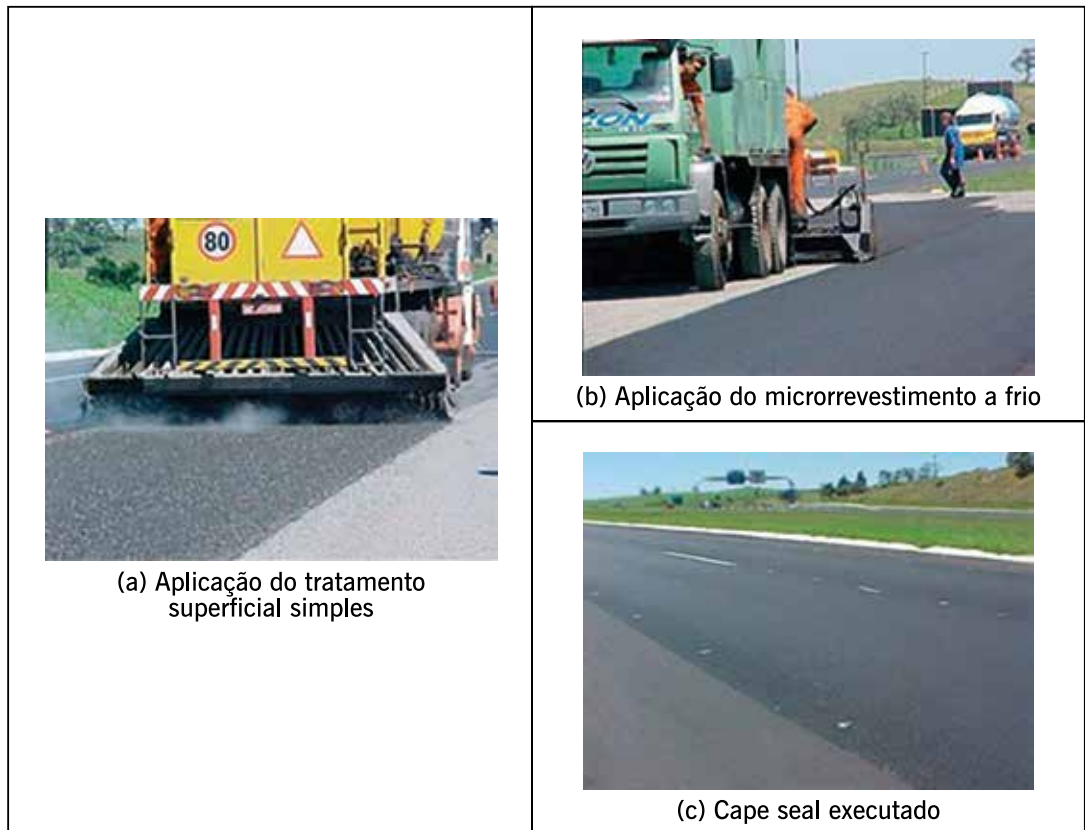 80
(a) Aplicação do tratamento
superficial simples
(b) Aplicação do microrrevestimento a frio
(c) Cape seal executado